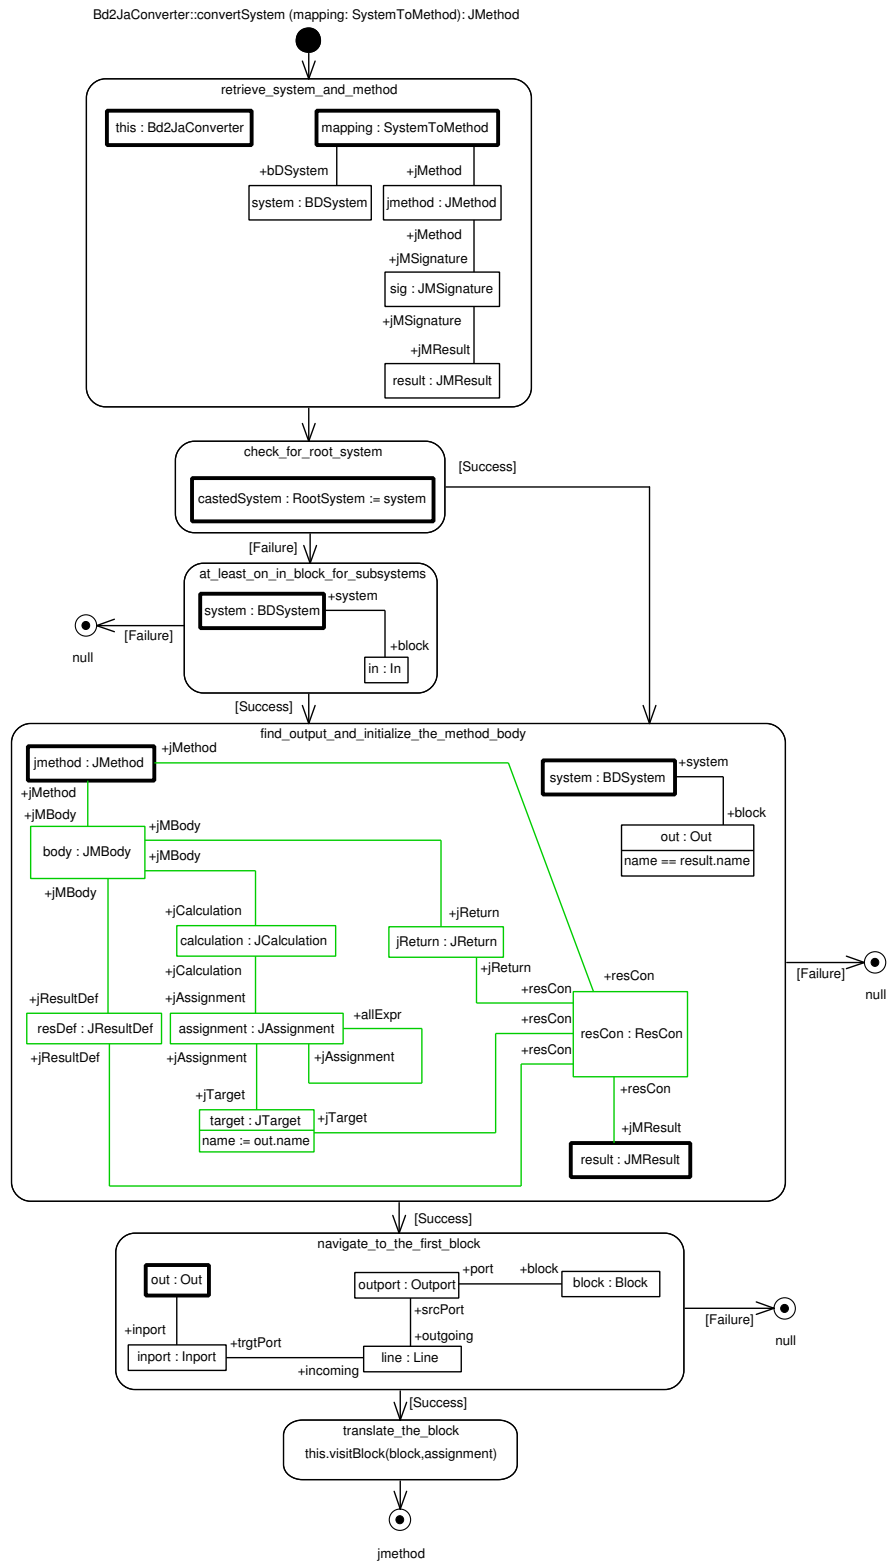 Bd2JaConverter::convertSystem (mapping: SystemToMethod): JMethod
retrieve_system_and_method
this : Bd2JaConverter
mapping : SystemToMethod
+bDSystem
+jMethod
system : BDSystem
jmethod : JMethod
+jMethod
+jMSignature
sig : JMSignature
+jMSignature
+jMResult
result : JMResult
check_for_root_system
[Success]
castedSystem : RootSystem := system
[Failure]
at_least_on_in_block_for_subsystems
+system
system : BDSystem
[Failure]
+block
null
in : In
[Success]
find_output_and_initialize_the_method_body
+jMethod
jmethod : JMethod
+system
system : BDSystem
+jMethod
+jMBody
+block
+jMBody
out : Out
body : JMBody
+jMBody
name == result.name
+jMBody
+jCalculation
+jReturn
calculation : JCalculation
jReturn : JReturn
+jCalculation
+jReturn
+resCon
[Failure]
+resCon
null
+jResultDef
+jAssignment
+allExpr
+resCon
resDef : JResultDef
assignment : JAssignment
resCon : ResCon
+resCon
+jResultDef
+jAssignment
+jAssignment
+resCon
+jTarget
+jTarget
target : JTarget
+jMResult
name := out.name
result : JMResult
[Success]
navigate_to_the_first_block
+port
+block
out : Out
outport : Outport
block : Block
+srcPort
[Failure]
+inport
+outgoing
null
+trgtPort
inport : Inport
line : Line
+incoming
[Success]
translate_the_block
this.visitBlock(block,assignment)
jmethod